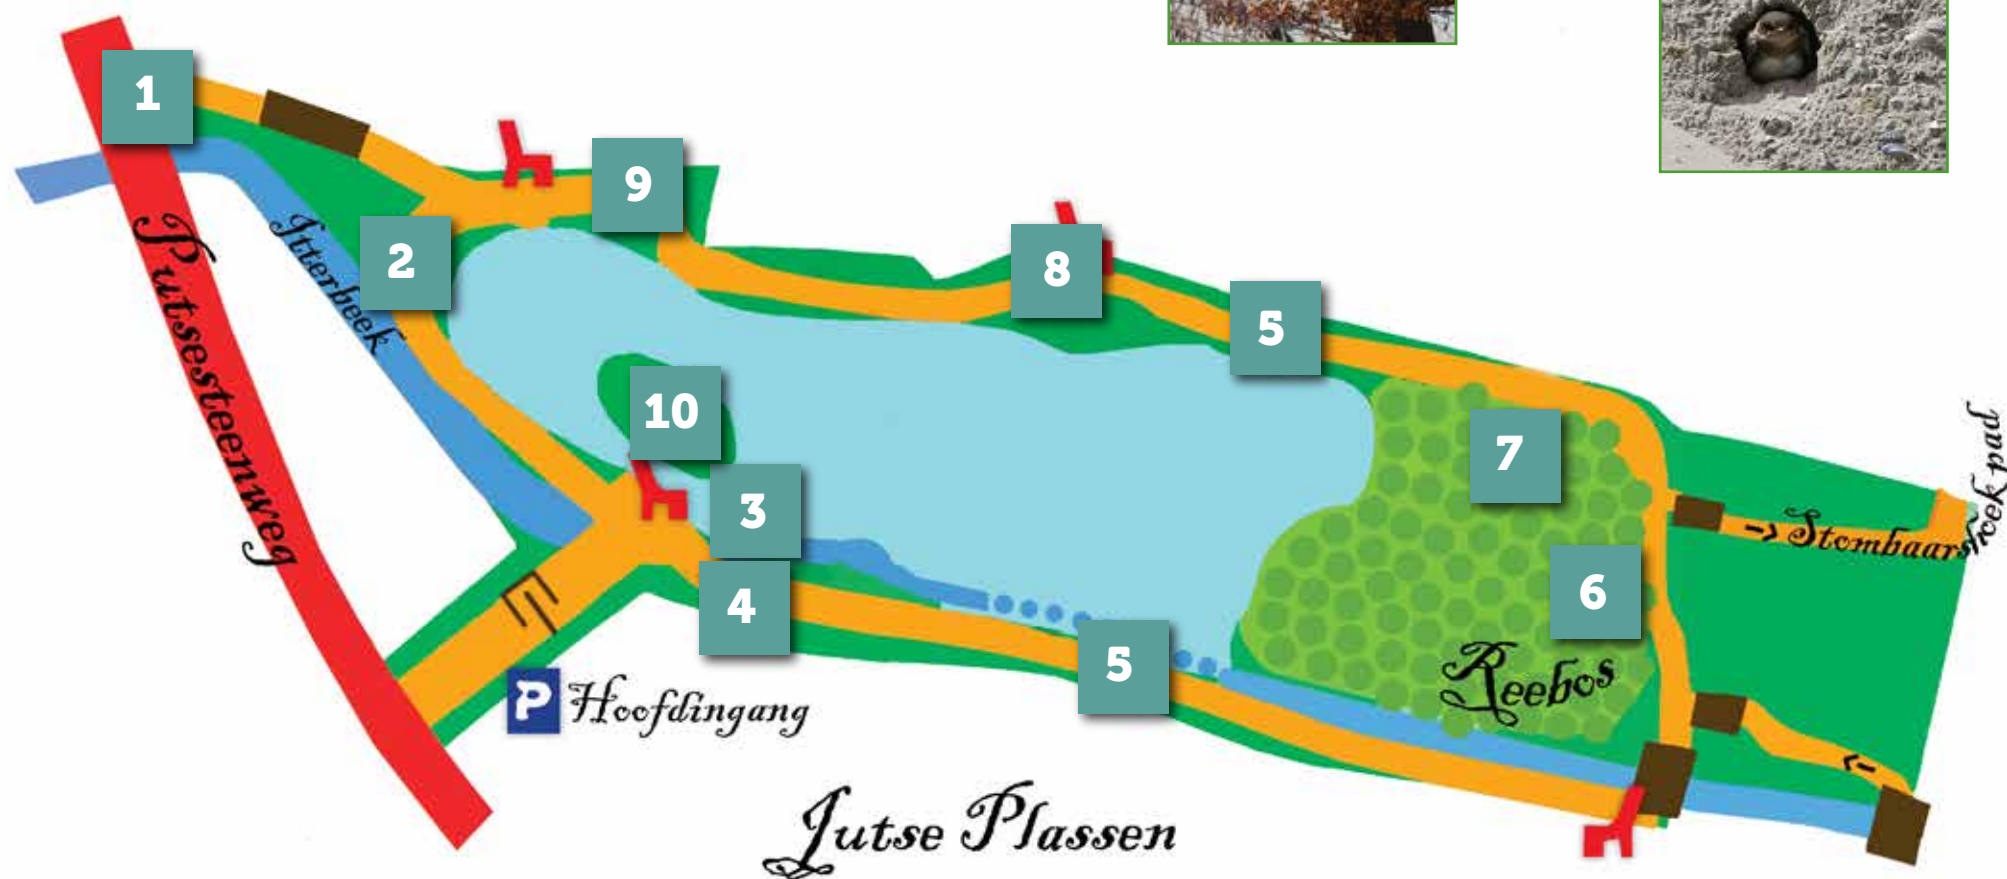 1
9
2
8
5
10
7
3
6
4
5
Putsesteenweg
Itterbeek
Stombaarshoek pad
Reebos
P Hoofdingang
Jutse Plassen